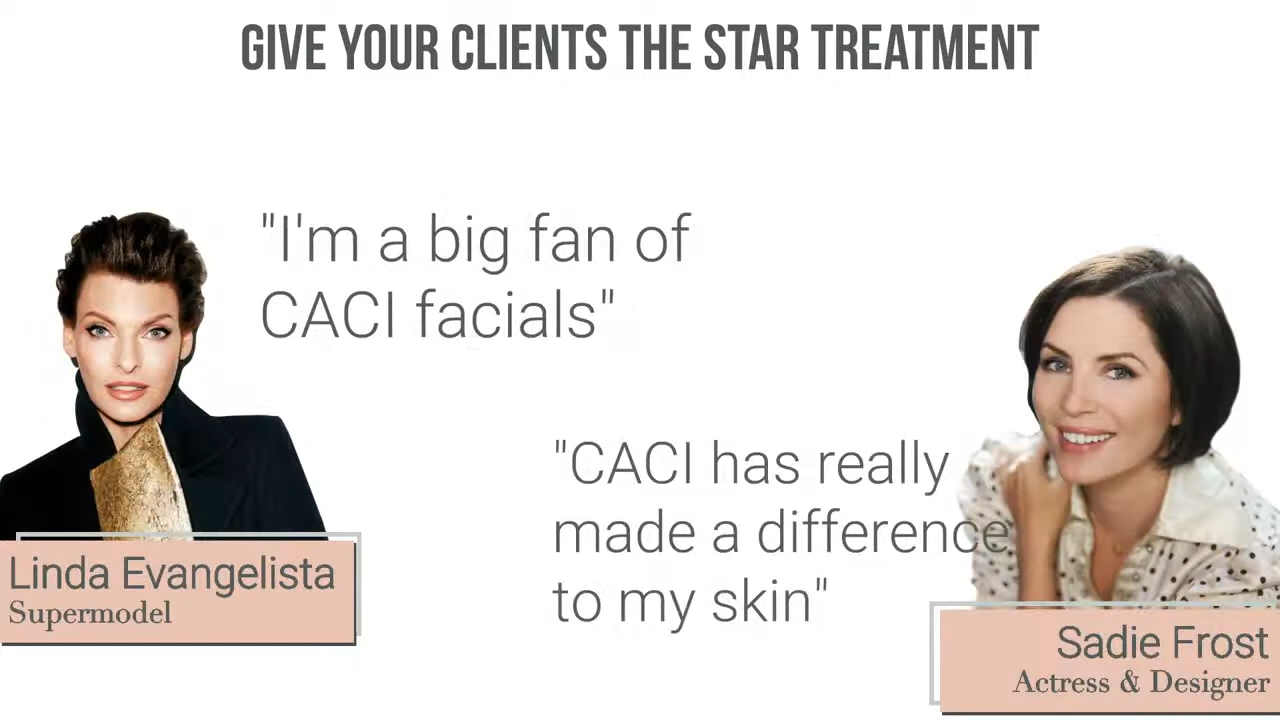 GIVE YOUR CLIENTS THE STAR TREATMENT
"I'm a big fan of
CACI facials"
Linda Evangelista
Supermodel
"CACI has really
made a difference
to my skin"
Sadie Frost
Actress & Designer